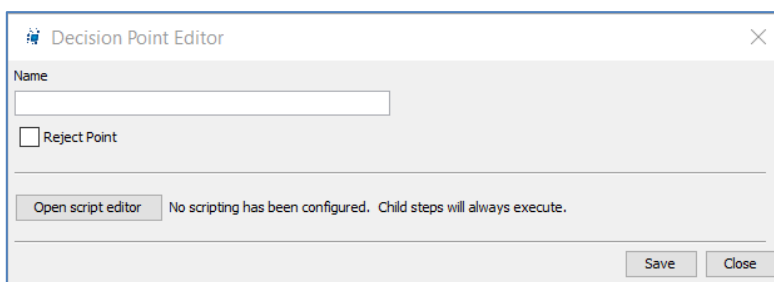 Decision Point Editor
Name
Reject Point
Open script editor No scripting has been configured. Child steps will always execute.
Save Close